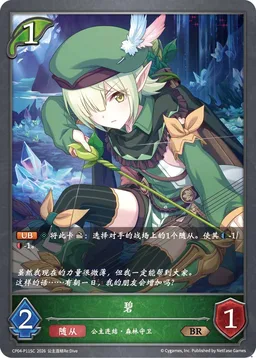 1
UB 将此卡：选择对手的战场上的1个随从。使其-1/
-1。
虽然我现在的力量很微薄，但我一定能帮到大家。
这样的话……有朝一日，我的朋友会增加吗？
碧
2
随从
公主连结・森林守卫
BR
1
© Cygames, Inc.